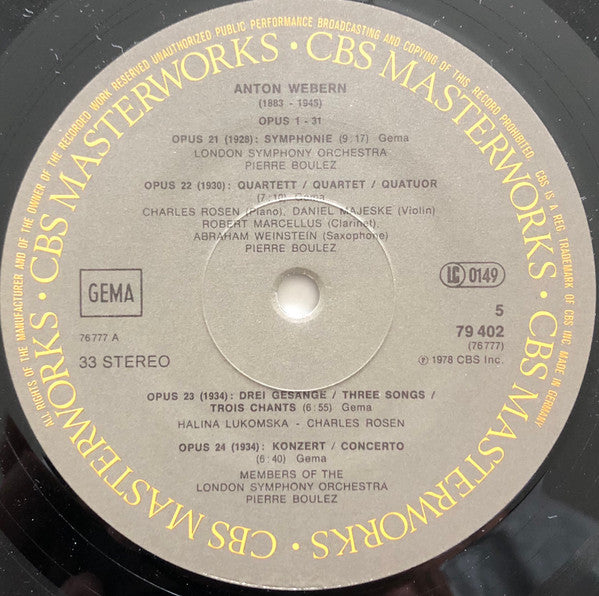 ALL RIGHTS OF THE MANUFACTURER AND OF THE OWNER OF THE RECORDED WORK RESERVED UNAUTHORIZED PUBLIC PERFORMANCE BROADCASTING AND COPYING OF THIS RECORD PROHIBITED. CBS IS A REG. TRADEMARK OF CBS INC. MADE IN GERMANY
CBS MASTERWORKS · CBS MASTERWORKS · CBS MASTERWORKS · CBS MASTERWORKS ·
ANTON WEBERN
(1883 - 1945)
OPUS 1 - 31
OPUS 21 (1928): SYMPHONIE (9.17) Gema
LONDON SYMPHONY ORCHESTRA
PIERRE BOULEZ
OPUS 22 (1930): QUARTETT / QUARTET / QUATUOR
(7:10) Gema
CHARLES ROSEN (Piano), DANIEL MAJESKE (Violin)
ROBERT MARCELLUS (Clarinet)
ABRAHAM WEINSTEIN (Saxophone)
PIERRE BOULEZ
GEMA
LC 0149
76777 A
33 STEREO
5
79 402
(76777)
℗ 1978 CBS Inc.
OPUS 23 (1934): DREI GESANGE / THREE SONGS /
TROIS CHANTS (6:55) Gema
HALINA LUKOMSKA - CHARLES ROSEN
OPUS 24 (1934): KONZERT / CONCERTO
(6:40) Gema
MEMBERS OF THE
LONDON SYMPHONY ORCHESTRA
PIERRE BOULEZ